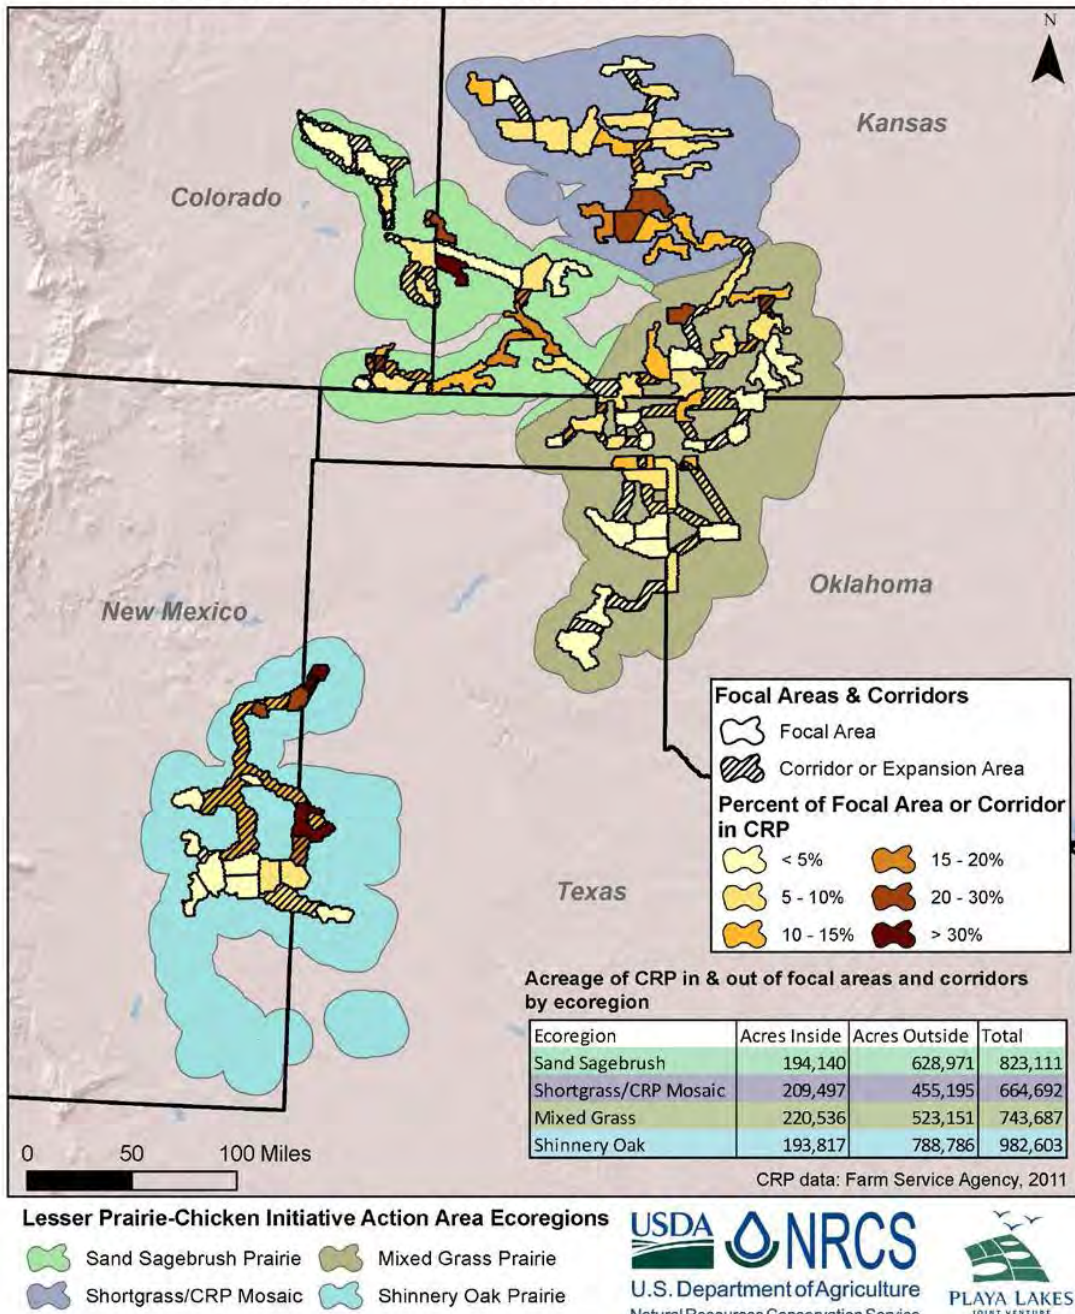 N
Kansas
Colorado
New Mexico
Oklahoma
Texas
Focal Areas & Corridors
Focal Area
Corridor or Expansion Area
Percent of Focal Area or Corridor
in CRP
< 5%
15 - 20%
5 - 10%
20 - 30%
10 - 15%
> 30%
Acreage of CRP in & out of focal areas and corridors
by ecoregion
Ecoregion Acres Inside Acres Outside Total
Sand Sagebrush 194,140 628,971 823,111
Shortgrass/CRP Mosaic 209,497 455,195 664,692
Mixed Grass 220,536 523,151 743,687
Shinnery Oak 193,817 788,786 982,603
CRP data: Farm Service Agency, 2011
0 50 100 Miles
Lesser Prairie-Chicken Initiative Action Area Ecoregions
Sand Sagebrush Prairie
Mixed Grass Prairie
Shortgrass/CRP Mosaic
Shinnery Oak Prairie
USDA NRCS
U.S. Department of Agriculture
Natural Resources Conservation Service
PLAYA LAKES
JOINT VENTURE